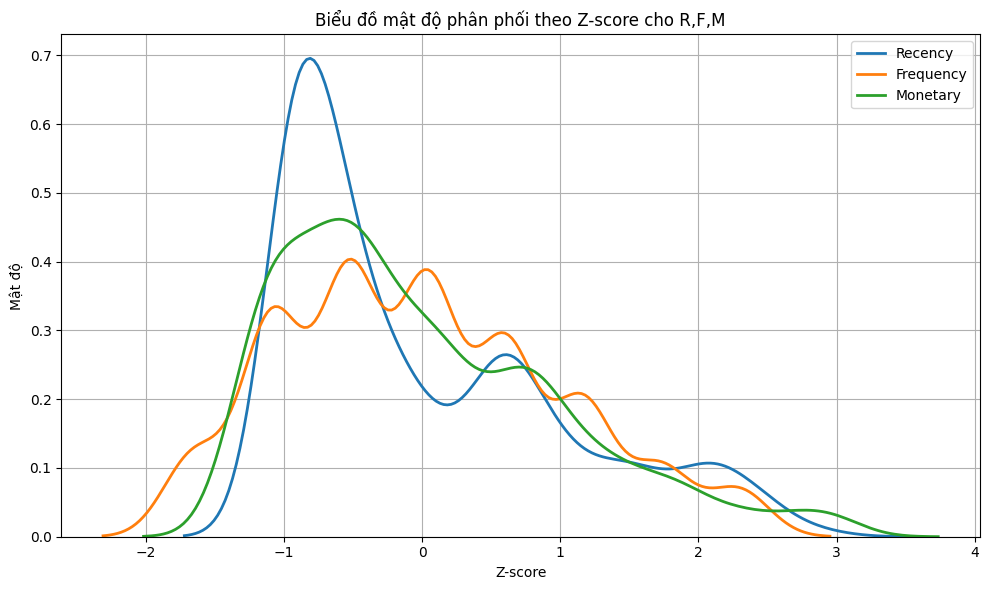 Biểu đồ mật độ phân phối theo Z-score cho R,F,M
Recency
Frequency
Monetary
Mật độ
0.7
0.6
0.5
0.4
0.3
0.2
0.1
0.0
−2
−1
0
1
2
3
4
Z-score